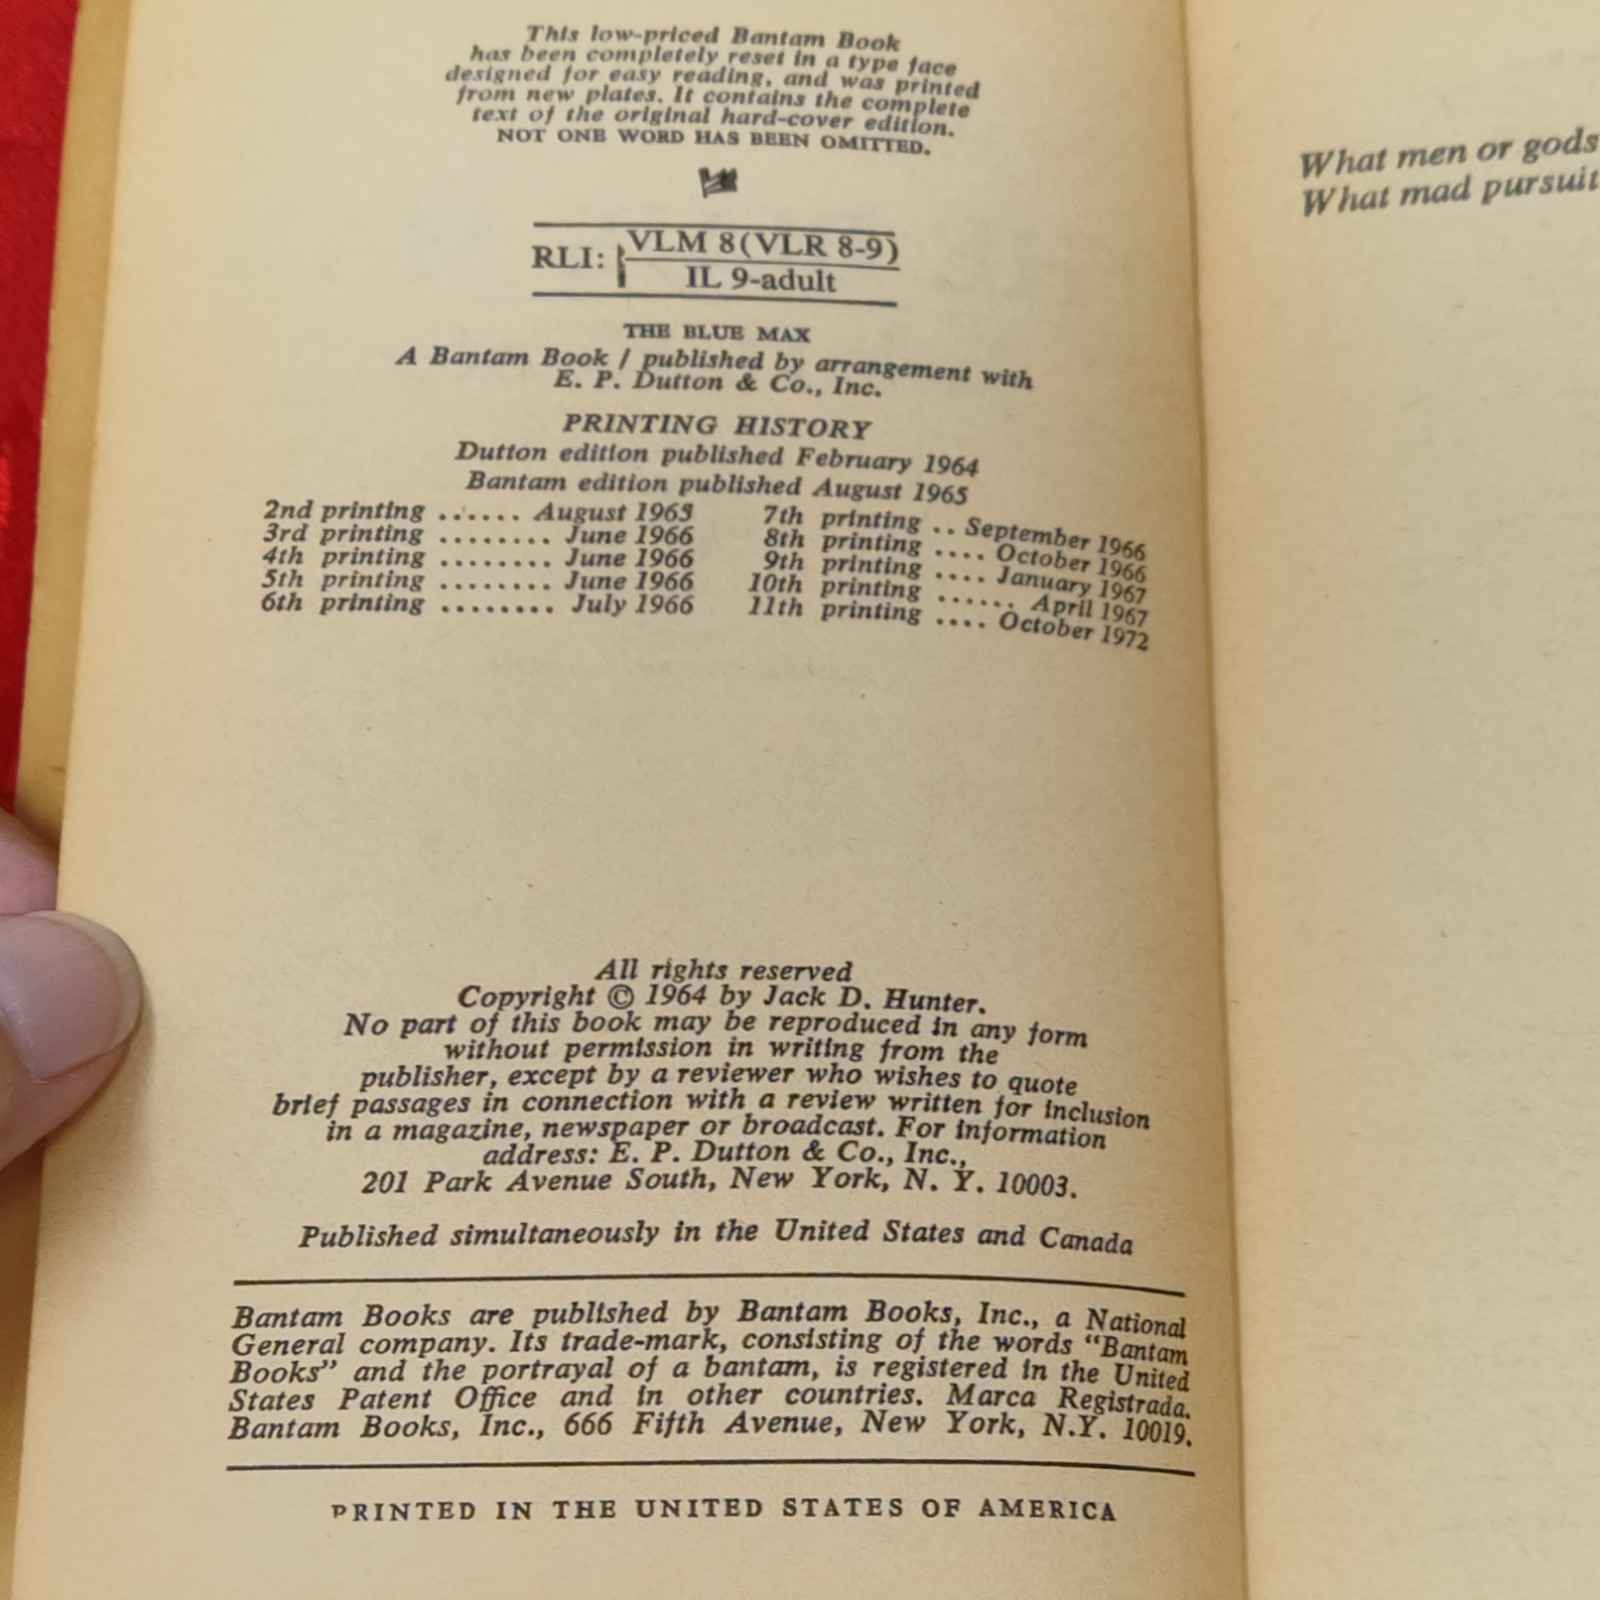 This low-priced Bantam Book
has been completely reset in a type face
designed for easy reading, and was printed
from new plates. It contains the complete
text of the original hard-cover edition.
NOT ONE WORD HAS BEEN OMITTED.
RLI: VLM 8 (VLR 8-9)
IL 9-adult
THE BLUE MAX
A Bantam Book / published by arrangement with
E. P. Dutton & Co., Inc.
PRINTING HISTORY
Dutton edition published February 1964
Bantam edition published August 1965
2nd printing ...... August 1965
3rd printing ........ June 1966
4th printing ........ June 1966
5th printing ........ June 1966
6th printing ........ July 1966
7th printing .. September 1966
8th printing .... October 1966
9th printing .... January 1967
10th printing ...... April 1967
11th printing .... October 1972
All rights reserved
Copyright © 1964 by Jack D. Hunter.
No part of this book may be reproduced in any form
without permission in writing from the
publisher, except by a reviewer who wishes to quote
brief passages in connection with a review written for inclusion
in a magazine, newspaper or broadcast. For information
address: E. P. Dutton & Co., Inc.,
201 Park Avenue South, New York, N. Y. 10003.
Published simultaneously in the United States and Canada
Bantam Books are published by Bantam Books, Inc., a National
General company. Its trade-mark, consisting of the words “Bantam
Books” and the portrayal of a bantam, is registered in the United
States Patent Office and in other countries. Marca Registrada.
Bantam Books, Inc., 666 Fifth Avenue, New York, N.Y. 10019.
PRINTED IN THE UNITED STATES OF AMERICA
What men or gods
What mad pursuit